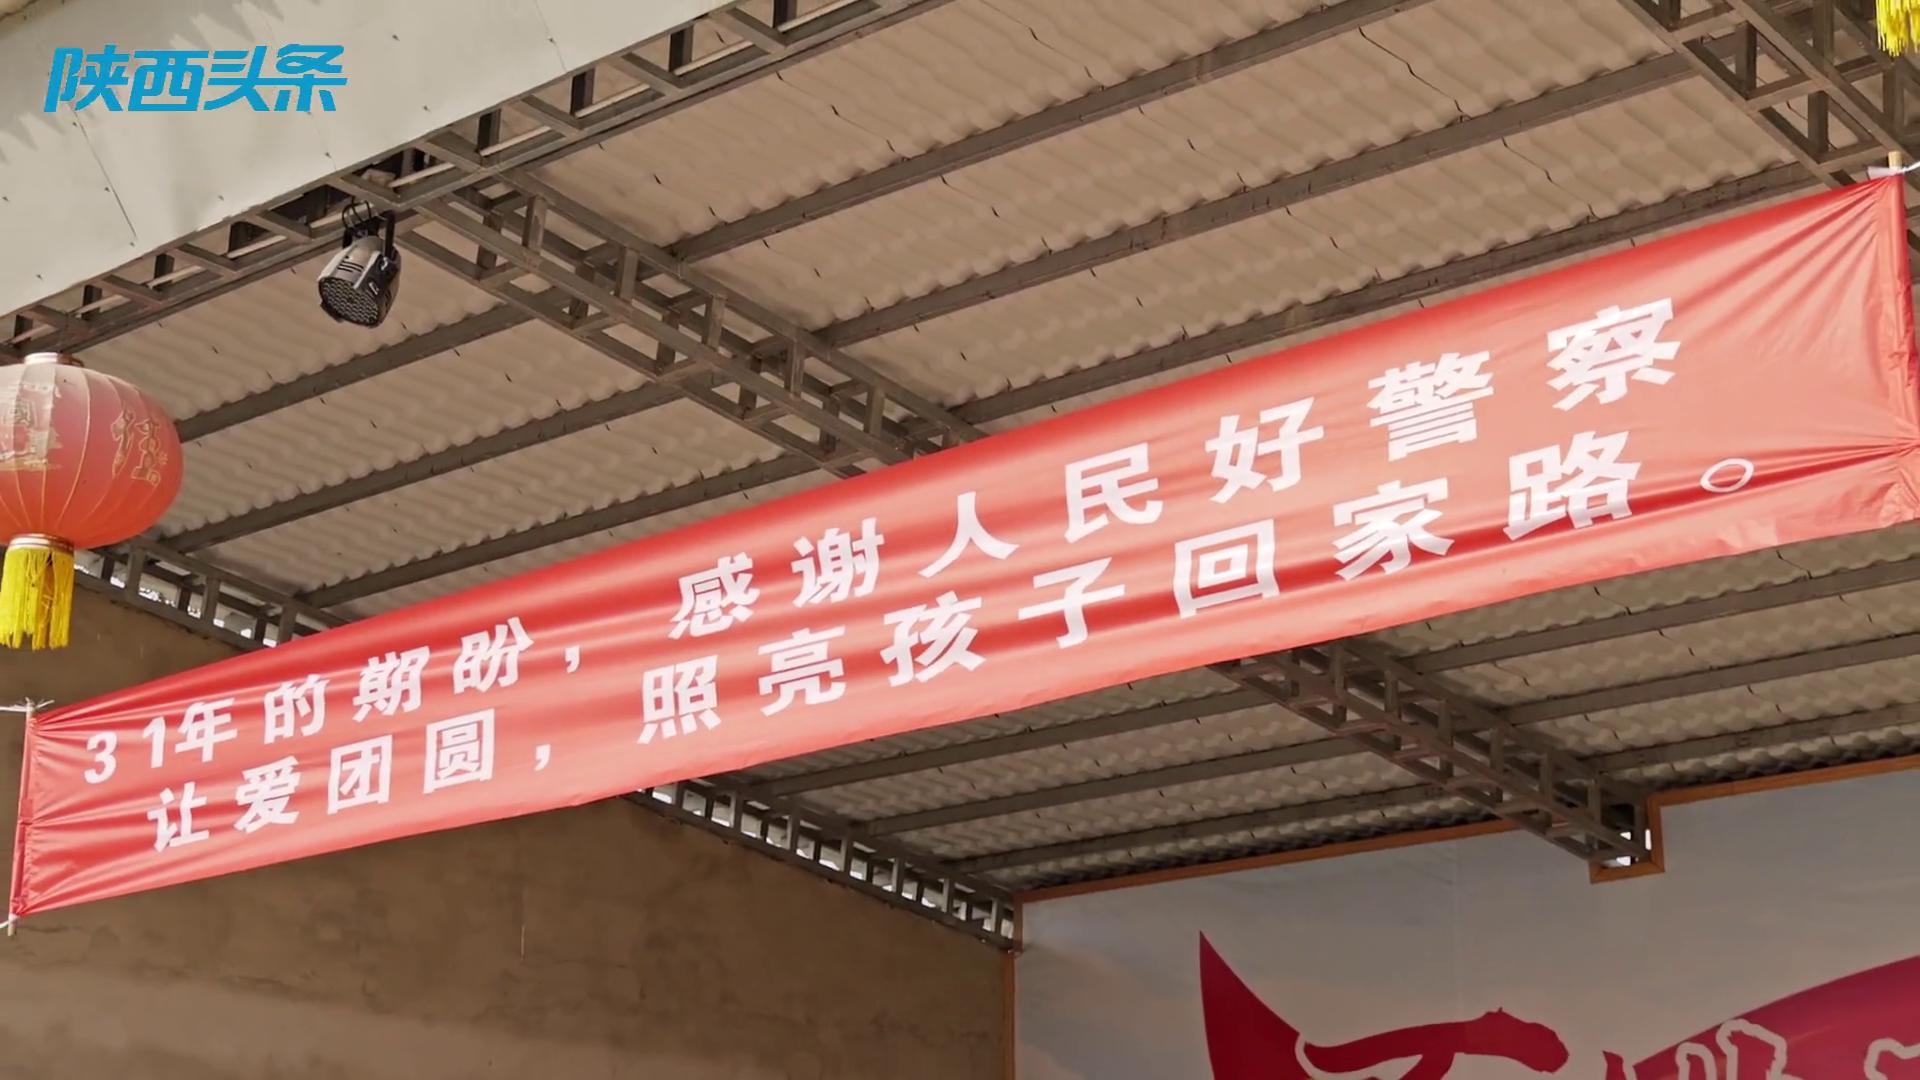 陕西头条
31年的期盼，感谢人民好警察
让爱团圆，照亮孩子回家路。